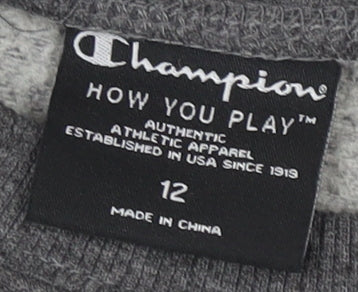 Champion
HOW YOU PLAY™
AUTHENTIC
ATHLETIC APPAREL
ESTABLISHED IN USA SINCE 1919
12
MADE IN CHINA